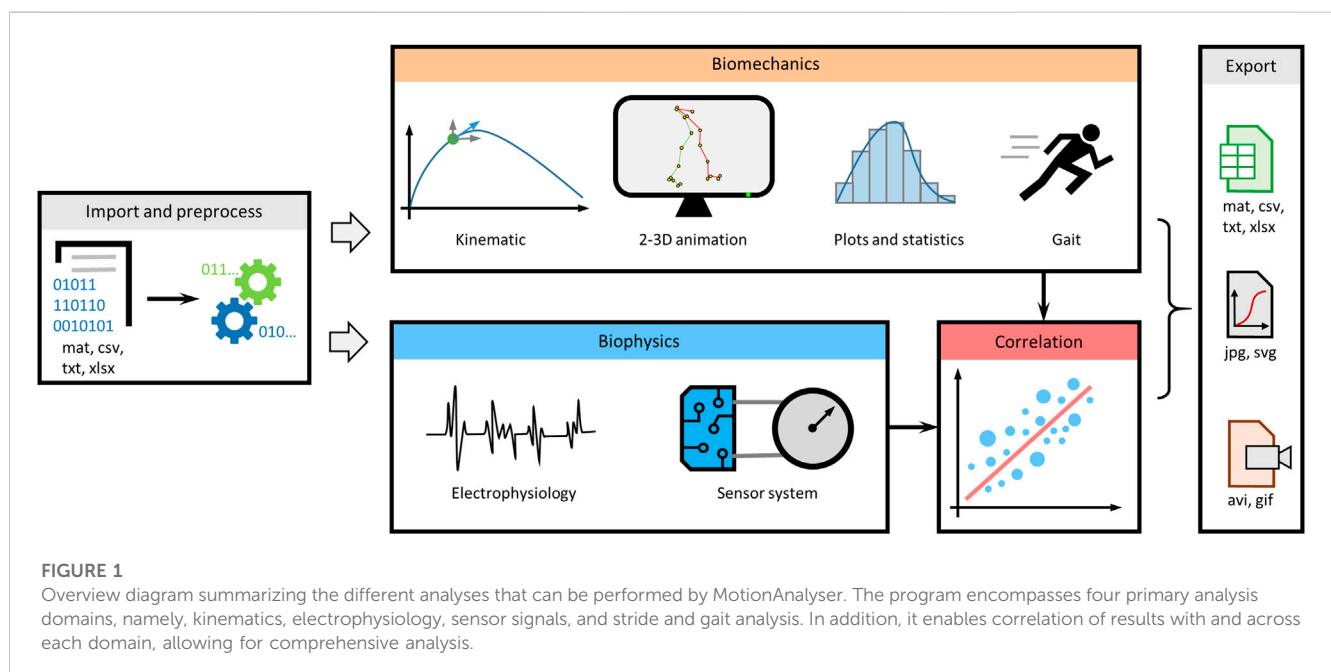 Import and preprocess
01011
110110
0010101
mat, csv,
txt, xlsx
011...
010...
Biomechanics
Kinematic
2-3D animation
Plots and statistics
Gait
Biophysics
Electrophysiology
Sensor system
Correlation
Export
mat, csv,
txt, xlsx
jpg, svg
avi, gif
FIGURE 1
Overview diagram summarizing the different analyses that can be performed by MotionAnalyser. The program encompasses four primary analysis
domains, namely, kinematics, electrophysiology, sensor signals, and stride and gait analysis. In addition, it enables correlation of results with and across
each domain, allowing for comprehensive analysis.